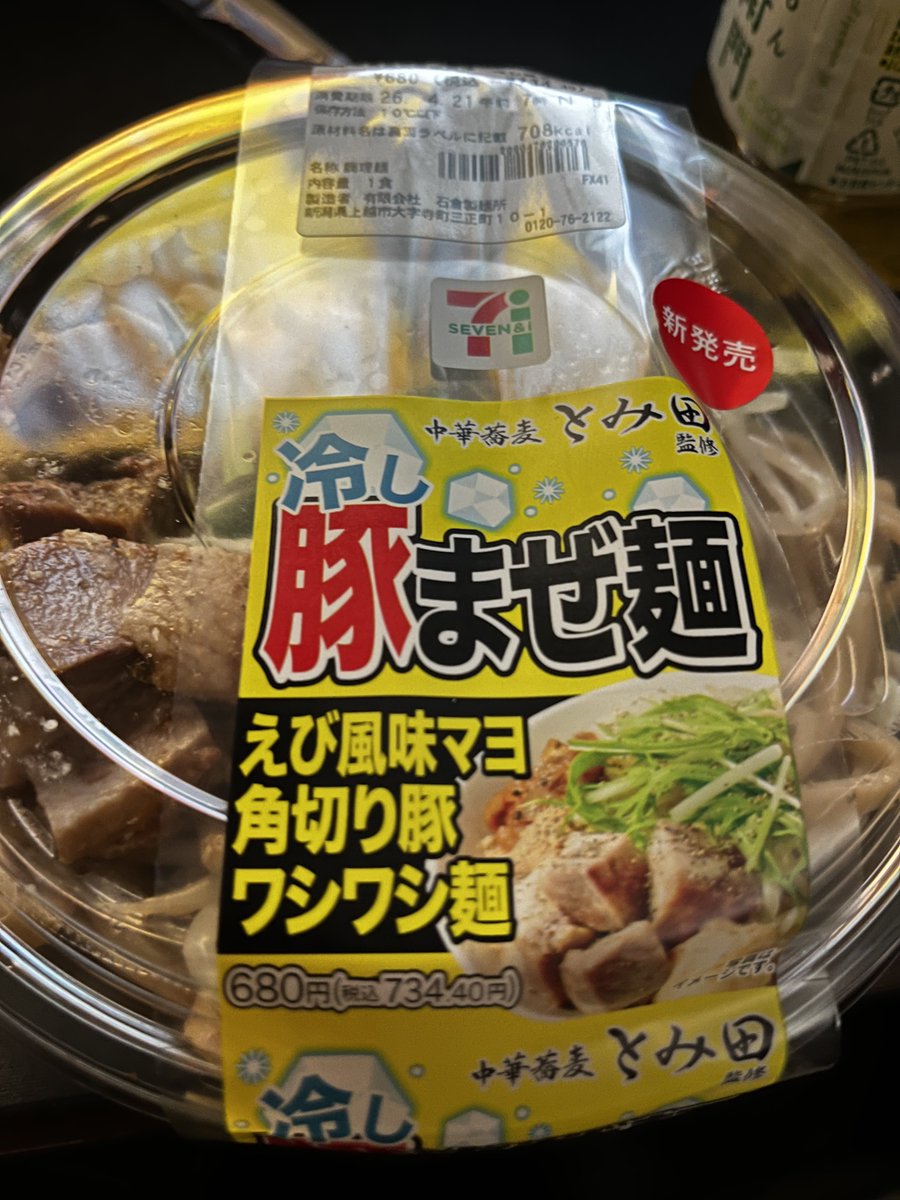 ¥680
消費期限 26. 4. 21午前
保存方法 10℃以下
原材料名は裏面ラベルに記載 708kcal
名称 調理麺
内容量 1食
FX41
製造者 有限会社 石倉製麺所
新潟県上越市大字寺町三正町10-1
0120-76-2122
SEVEN&i
新発売
中華蕎麦 とみ田
監修
冷し
豚まぜ麺
えび風味マヨ
角切り豚
ワシワシ麺
680円(税込734.40円)
イメージです。
中華蕎麦 とみ田
監修
冷し